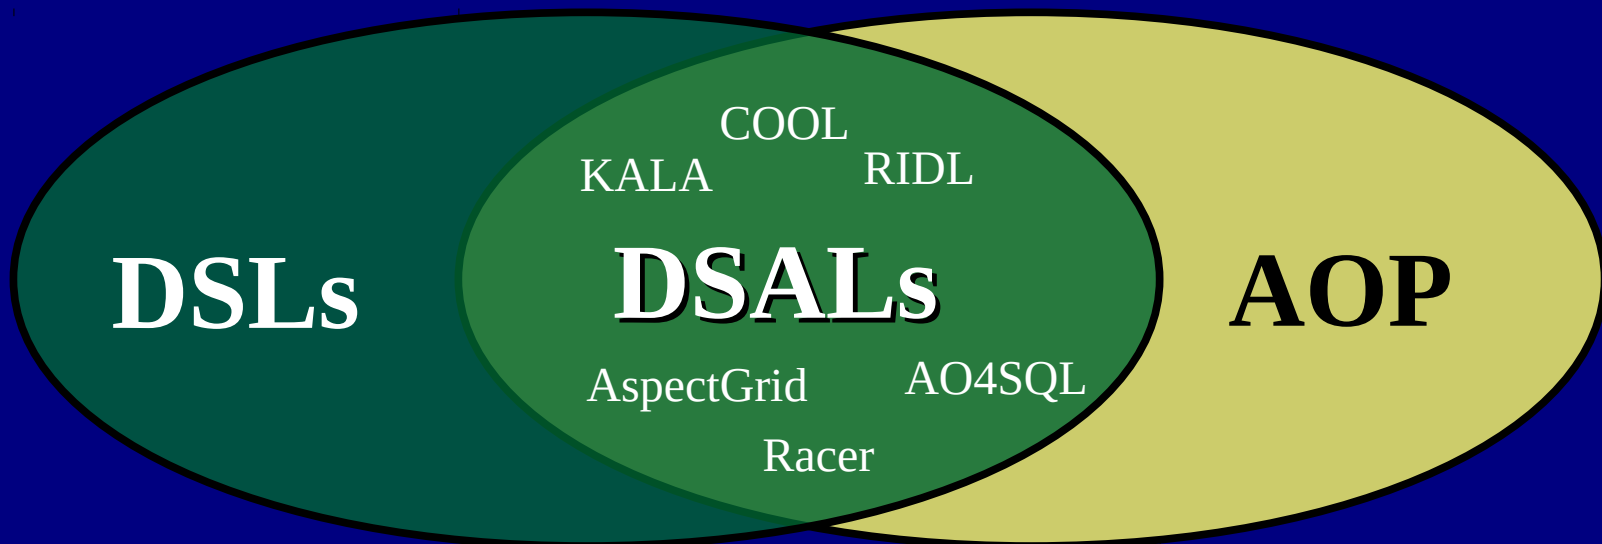 COOL
KALA
RIDL
DSLs
DSALs
AOP
AspectGrid
AO4SQL
Racer